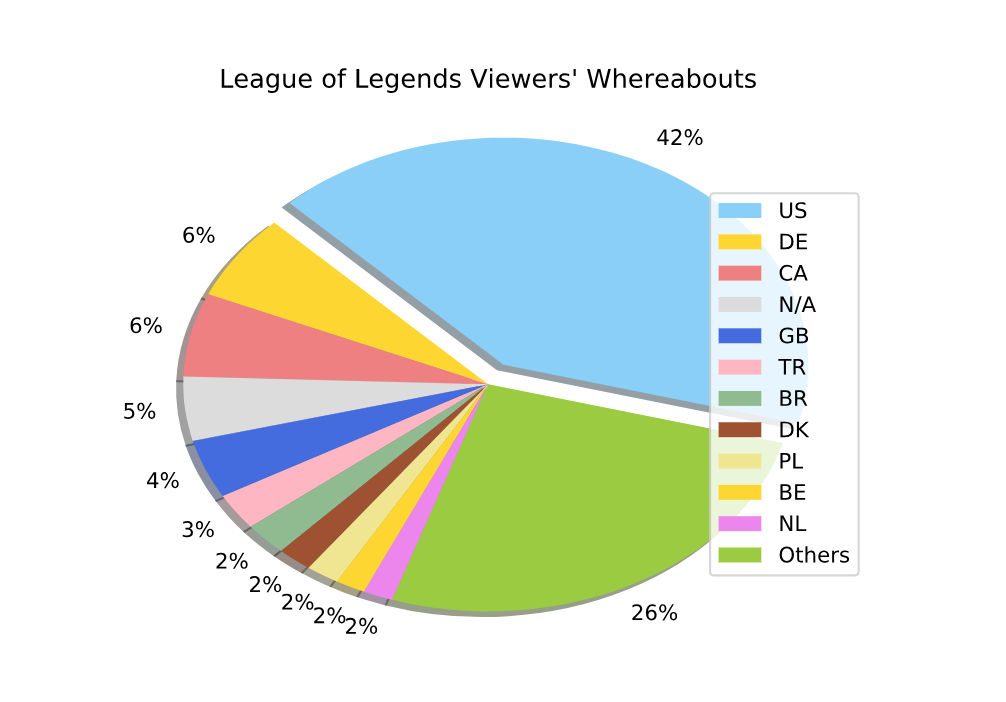 League of Legends Viewers' Whereabouts
42%
6%
6%
5%
4%
3%
2%
2%
2%
2%
2%
26%
US
DE
CA
N/A
GB
TR
BR
DK
PL
BE
NL
Others